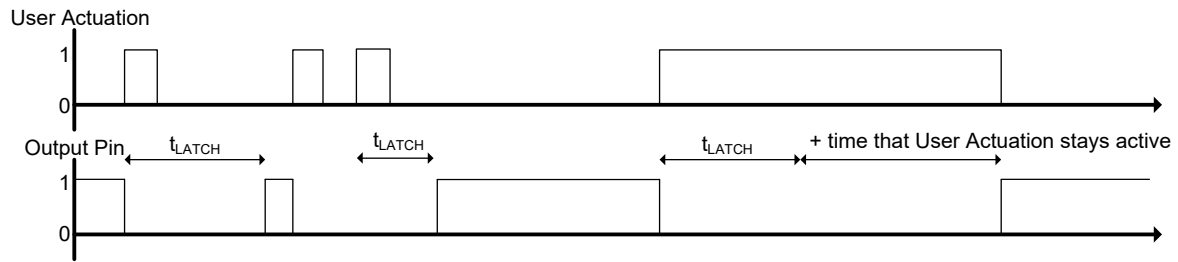 User Actuation
1
0
Output Pin
tLATCH
tLATCH
tLATCH
+ time that User Actuation stays active
1
0